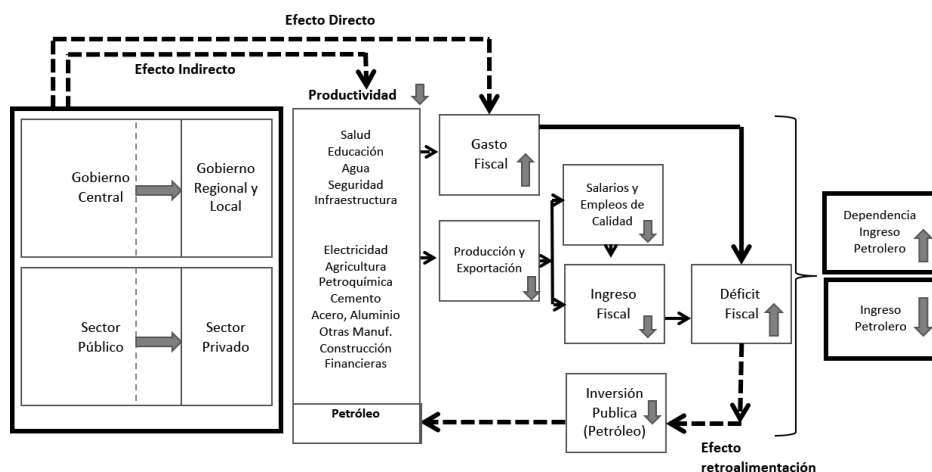 Efecto Directo
Efecto Indirecto
Productividad
Gobierno
Central
Gobierno
Regional y
Local
Sector
Público
Sector
Privado
Salud
Educación
Agua
Seguridad
Infraestructura
Electricidad
Agricultura
Petroquímica
Cemento
Acero, Aluminio
Otras Manuf.
Construcción
Financieras
Petróleo
Gasto
Fiscal
Producción y
Exportación
Salarios y
Empleos de
Calidad
Ingreso
Fiscal
Déficit
Fiscal
Inversión
Publica
(Petróleo)
Efecto
retroalimentación
Dependencia
Ingreso
Petrolero
Ingreso
Petrolero